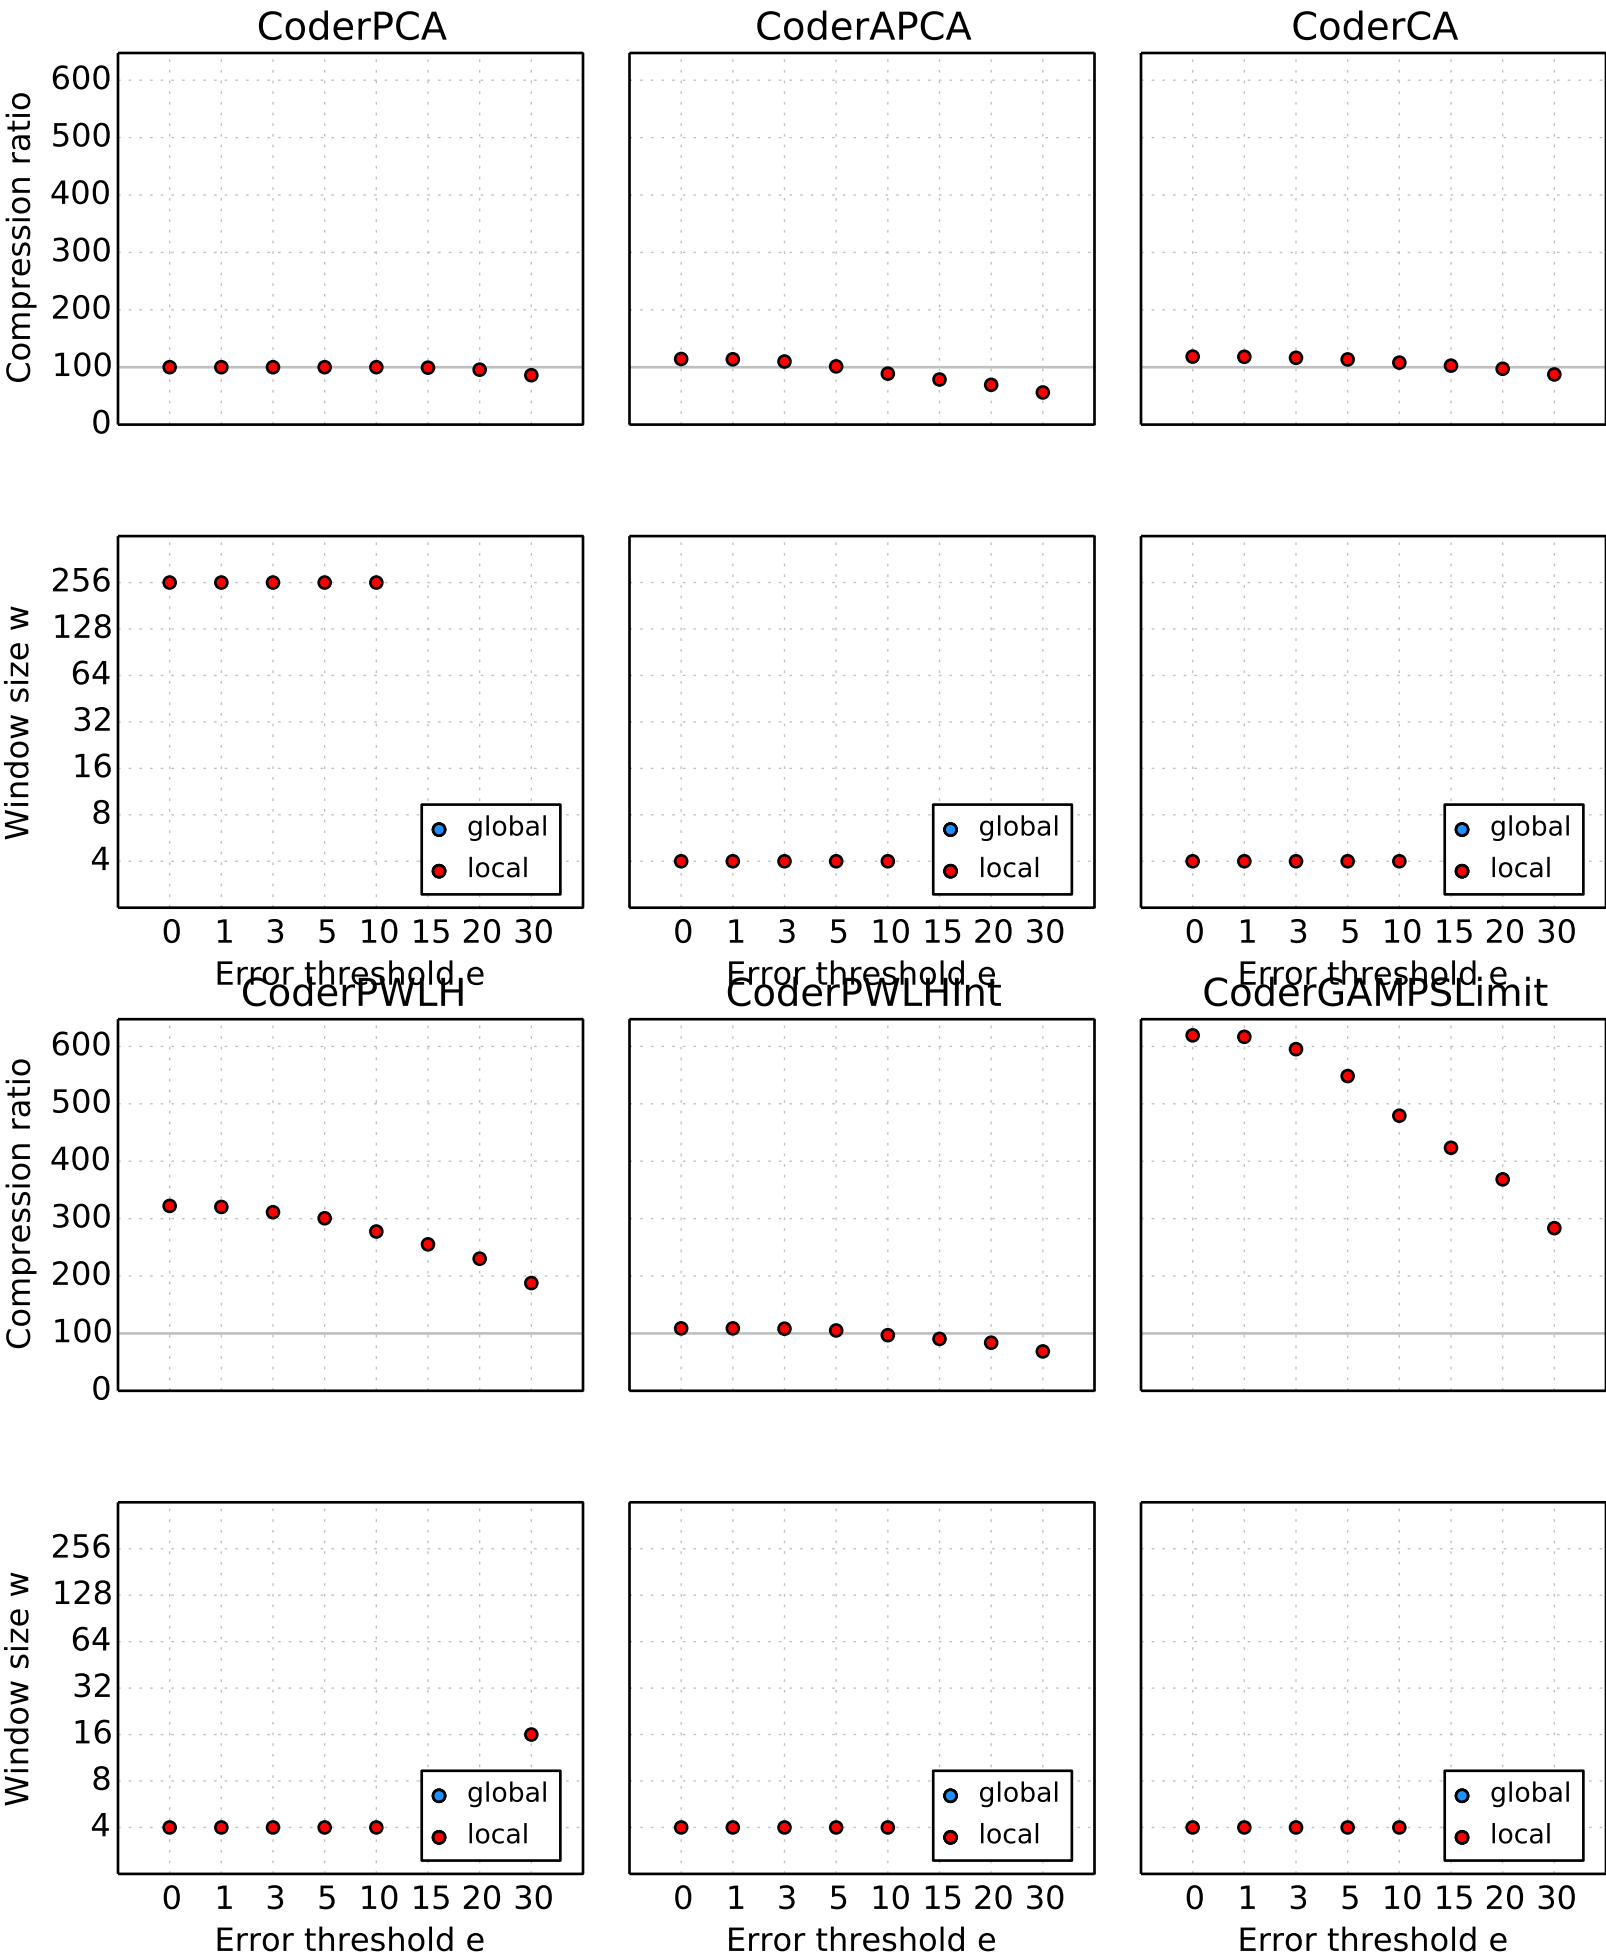 CoderPCA CoderAPCA CoderCA
Compression ratio
600
500
400
300
200
100
0
Window size w
256
128
64
32
16
8
4
global
local
global
local
global
local
0 1 3 5 10 15 20 30
0 1 3 5 10 15 20 30
0 1 3 5 10 15 20 30
Error threshold e
Error threshold e
Error threshold e
CoderPWLH CoderPWLHInt CoderGAMPSLimit
Compression ratio
600
500
400
300
200
100
0
Window size w
256
128
64
32
16
8
4
global
local
global
local
global
local
0 1 3 5 10 15 20 30
0 1 3 5 10 15 20 30
0 1 3 5 10 15 20 30
Error threshold e
Error threshold e
Error threshold e